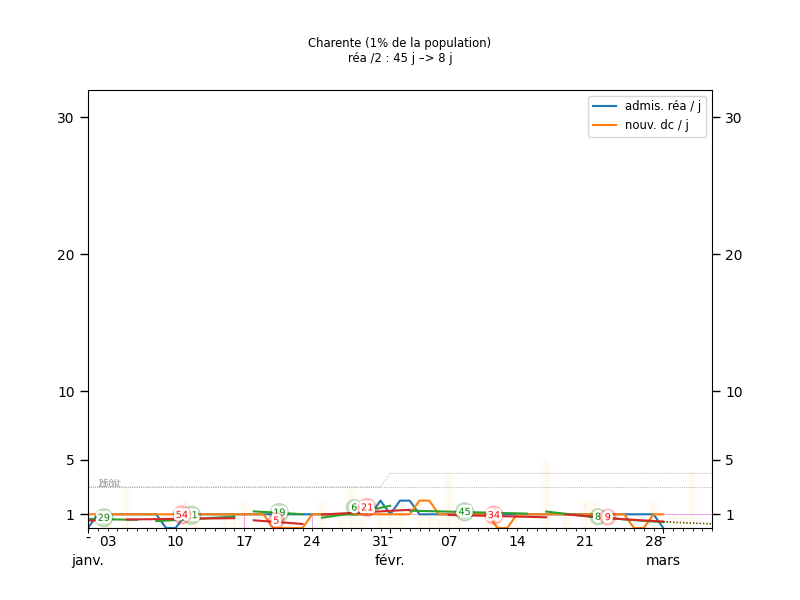 Charente (1% de la population)
réa /2 : 45 j –> 8 j
admis. réa / j
nouv. dc / j
30 30
20 20
10 10
5 5
1 1
29 54 19 5 6 21 45 34 8 9
- 03 10 17 24 31 07 14 21 28
janv. févr. mars